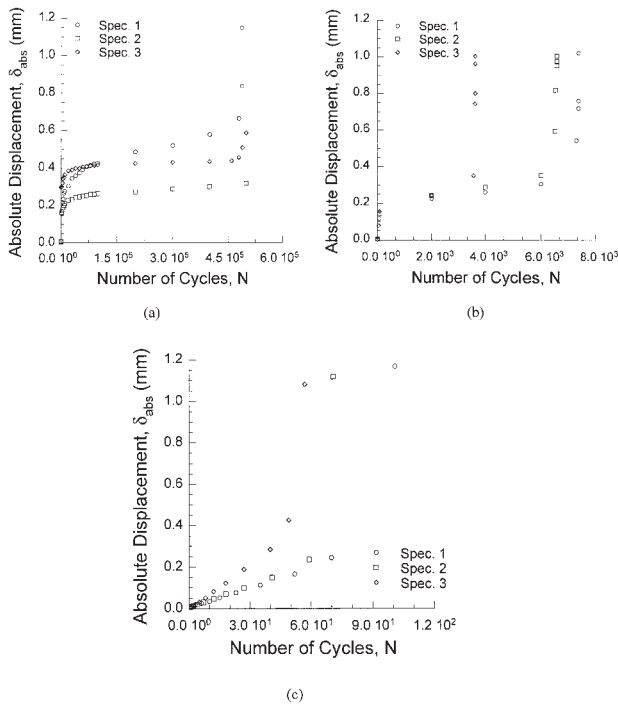 Absolute Displacement, δabs (mm)
1.2
1.0
0.8
0.6
0.4
0.2
0.0
Spec. 1
Spec. 2
Spec. 3
0.0 10⁰ 1.5 10⁵ 3.0 10⁵ 4.5 10⁵ 6.0 10⁵
Number of Cycles, N
(a)
Absolute Displacement, δabs (mm)
1.2
1.0
0.8
0.6
0.4
0.2
0.0
Spec. 1
Spec. 2
Spec. 3
0.0 10⁰ 2.0 10³ 4.0 10³ 6.0 10³ 8.0 10³
Number of Cycles, N
(b)
Absolute Displacement, δabs (mm)
1.2
1.0
0.8
0.6
0.4
0.2
0.0
Spec. 1
Spec. 2
Spec. 3
0.0 10⁰ 3.0 10¹ 6.0 10¹ 9.0 10¹ 1.2 10²
Number of Cycles, N
(c)